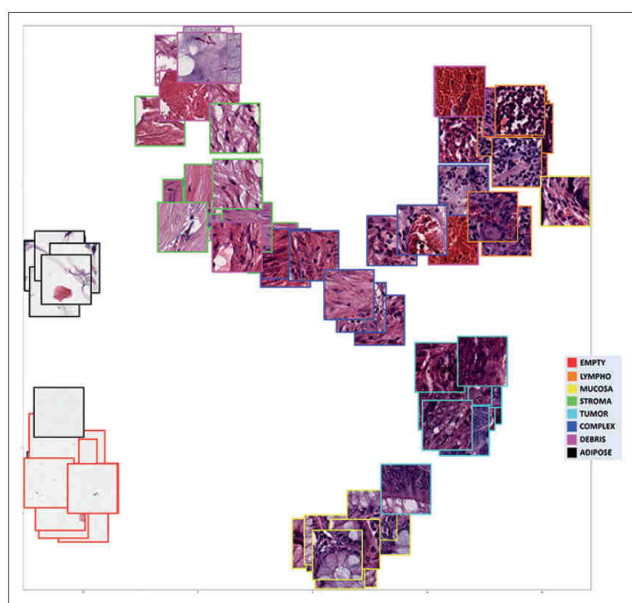 EMPTY
LYMPHO
MUCOSA
STROMA
TUMOR
COMPLEX
DEBRIS
ADIPOSE